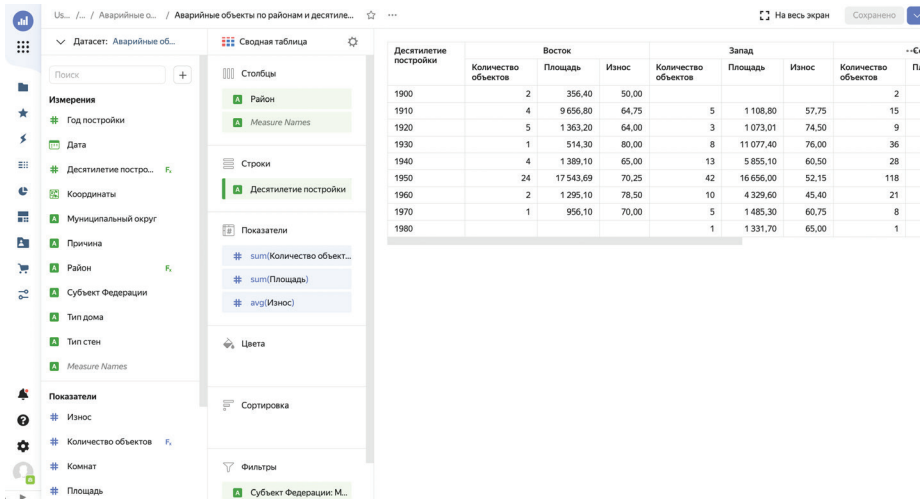 Us... / ... / Аварийные о... / Аварийные объекты по районам и десятиле...
На весь экран
Сохранено
Датасет: Аварийные об...
Поиск
Измерения
Год постройки
Дата
Десятилетие постро...
Координаты
Муниципальный округ
Причина
Район
Субъект Федерации
Тип дома
Тип стен
Measure Names
Показатели
Износ
Количество объектов
Комнат
Площадь
Сводная таблица
Столбцы
Район
Measure Names
Строки
Десятилетие постройки
Показатели
sum(Количество объект...
sum(Площадь)
avg(Износ)
Цвета
Сортировка
Фильтры
Субъект Федерации: М...
Десятилетие постройки Восток Запад
Количество объектов Площадь Износ Количество объектов Площадь Износ Количество объектов
1900 2 356,40 50,00 2
1910 4 9 656,80 64,75 5 1 108,80 57,75 15
1920 5 1 363,20 64,00 3 1 073,01 74,50 9
1930 1 514,30 80,00 8 11 077,40 76,00 36
1940 4 1 389,10 65,00 13 5 855,10 60,50 28
1950 24 17 543,69 70,25 42 16 656,00 52,15 118
1960 2 1 295,10 78,50 10 4 329,60 45,40 21
1970 1 956,10 70,00 5 1 485,30 60,75 8
1980 1 1 331,70 65,00 1